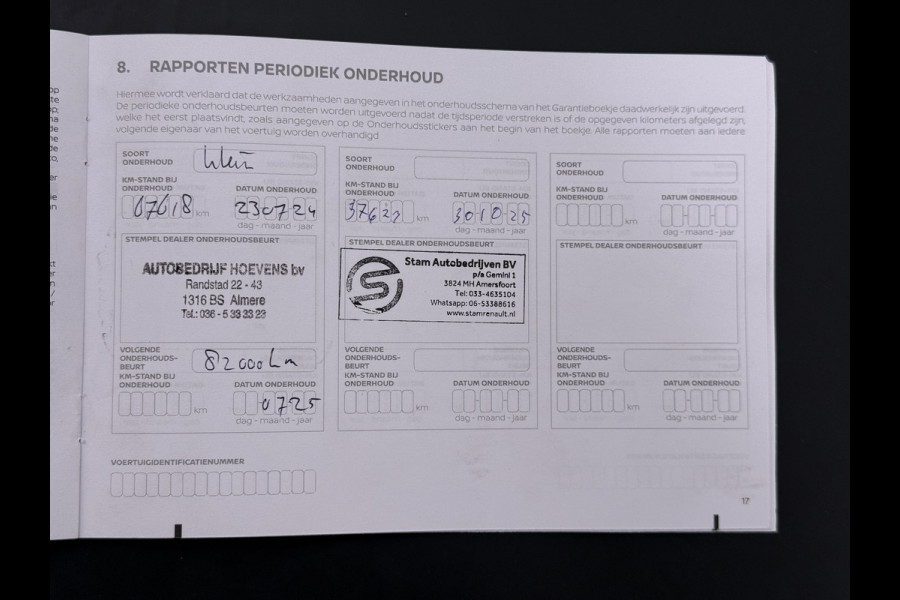 8. RAPPORTEN PERIODIEK ONDERHOUD
Hiermee wordt verklaard dat de werkzaamheden aangegeven in het onderhoudsschema van het Garantieboekje daadwerkelijk zijn uitgevoerd.
De periodieke onderhoudsbeurten moeten worden uitgevoerd nadat de tijdsperiode verstreken is of de opgegeven kilometers afgelegd zijn,
welke het eerst plaatsvindt, zoals aangegeven op de Onderhoudsstickers aan het begin van het boekje. Alle rapporten moeten aan iedere
volgende eigenaar van het voertuig worden overhandigd
SOORT
ONDERHOUD
klein
KM-STAND BIJ
ONDERHOUD
67618 km
DATUM ONDERHOUD
230724
dag - maand - jaar
STEMPEL DEALER ONDERHOUDSBEURT
AUTOBEDRIJF HOEVENS bv
Randstad 22 - 43
1316 BS Almere
Tel.: 036 - 5 33 33 23
VOLGENDE
ONDERHOUDS-
BEURT
82000km
KM-STAND BIJ
ONDERHOUD
km
DATUM ONDERHOUD
0725
dag - maand - jaar
SOORT
ONDERHOUD
KM-STAND BIJ
ONDERHOUD
km
DATUM ONDERHOUD
301025
dag - maand - jaar
STEMPEL DEALER ONDERHOUDSBEURT
Stam Autobedrijven BV
p/a Gemini 1
3824 MH Amersfoort
Tel: 033-4635104
Whatsapp: 06-53388616
www.stamrenault.nl
VOLGENDE
ONDERHOUDS-
BEURT
KM-STAND BIJ
ONDERHOUD
km
DATUM ONDERHOUD
dag - maand - jaar
SOORT
ONDERHOUD
KM-STAND BIJ
ONDERHOUD
km
DATUM ONDERHOUD
dag - maand - jaar
STEMPEL DEALER ONDERHOUDSBEURT
VOLGENDE
ONDERHOUDS-
BEURT
KM-STAND BIJ
ONDERHOUD
km
DATUM ONDERHOUD
dag - maand - jaar
VOERTUIGIDENTIFICATIENUMMER
17